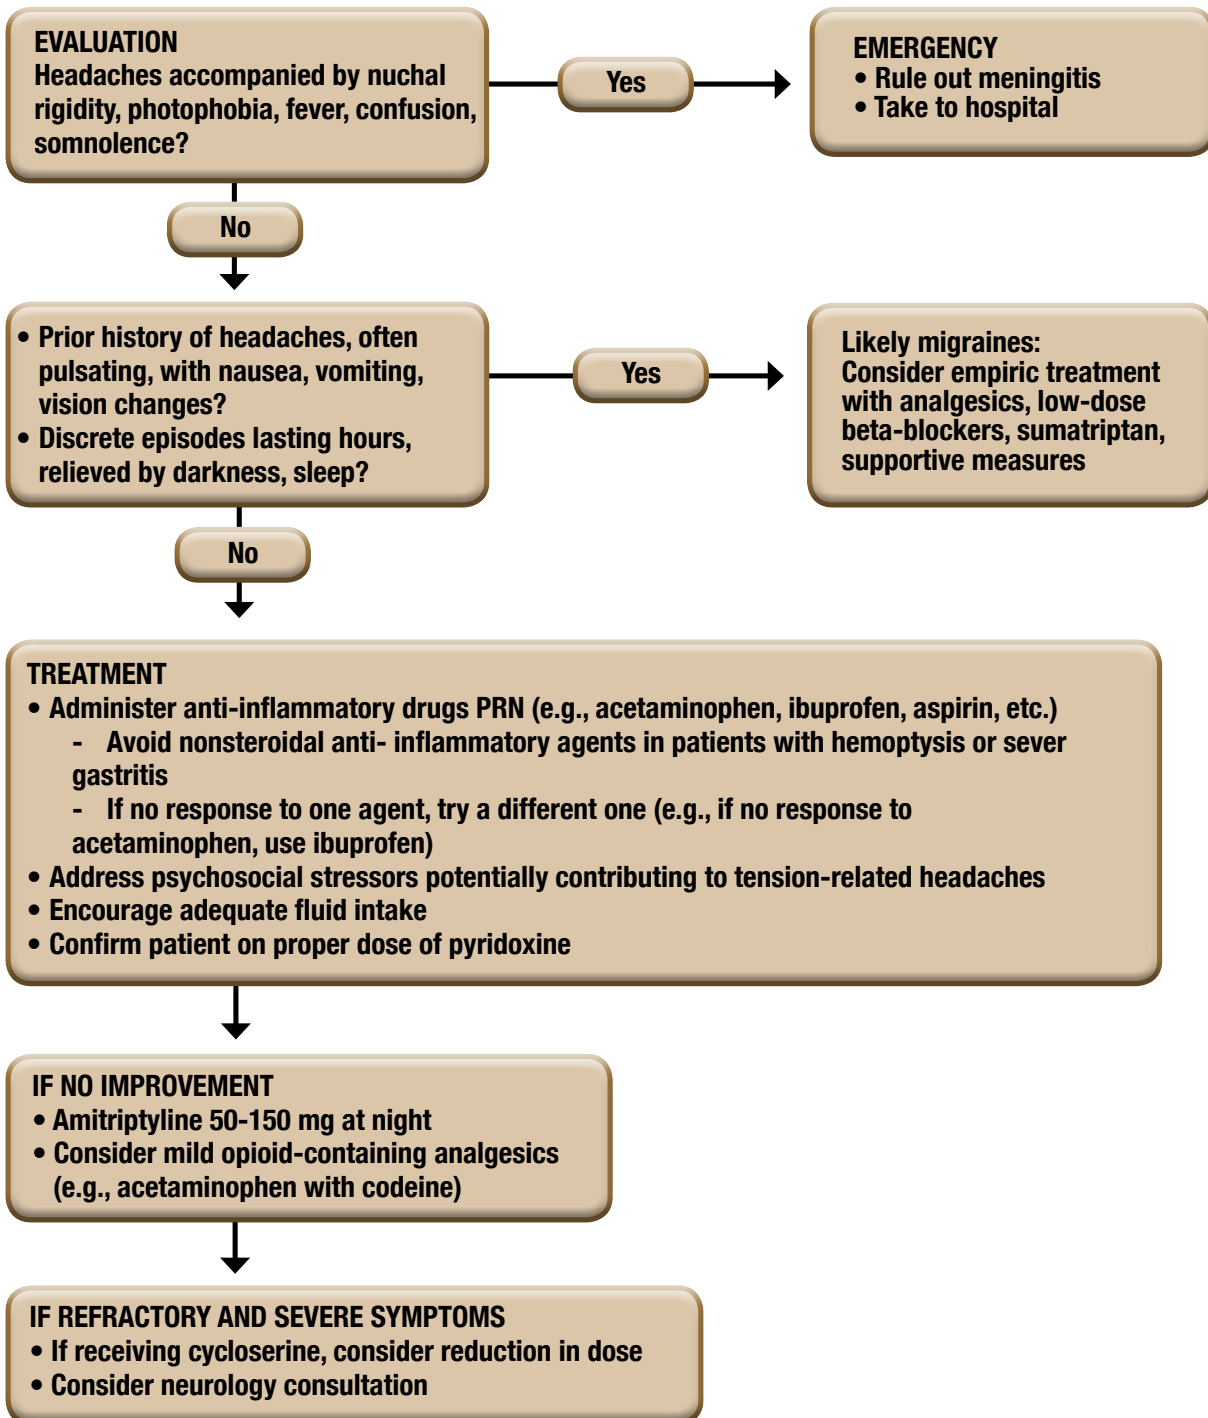 EVALUATION
Headaches accompanied by nuchal
rigidity, photophobia, fever, confusion,
somnolence?
Yes
EMERGENCY
• Rule out meningitis
• Take to hospital
No
• Prior history of headaches, often
pulsating, with nausea, vomiting,
vision changes?
• Discrete episodes lasting hours,
relieved by darkness, sleep?
Yes
Likely migraines:
Consider empiric treatment
with analgesics, low-dose
beta-blockers, sumatriptan,
supportive measures
No
TREATMENT
• Administer anti-inflammatory drugs PRN (e.g., acetaminophen, ibuprofen, aspirin, etc.)
- Avoid nonsteroidal anti- inflammatory agents in patients with hemoptysis or sever
gastritis
- If no response to one agent, try a different one (e.g., if no response to
acetaminophen, use ibuprofen)
• Address psychosocial stressors potentially contributing to tension-related headaches
• Encourage adequate fluid intake
• Confirm patient on proper dose of pyridoxine
IF NO IMPROVEMENT
• Amitriptyline 50-150 mg at night
• Consider mild opioid-containing analgesics
(e.g., acetaminophen with codeine)
IF REFRACTORY AND SEVERE SYMPTOMS
• If receiving cycloserine, consider reduction in dose
• Consider neurology consultation